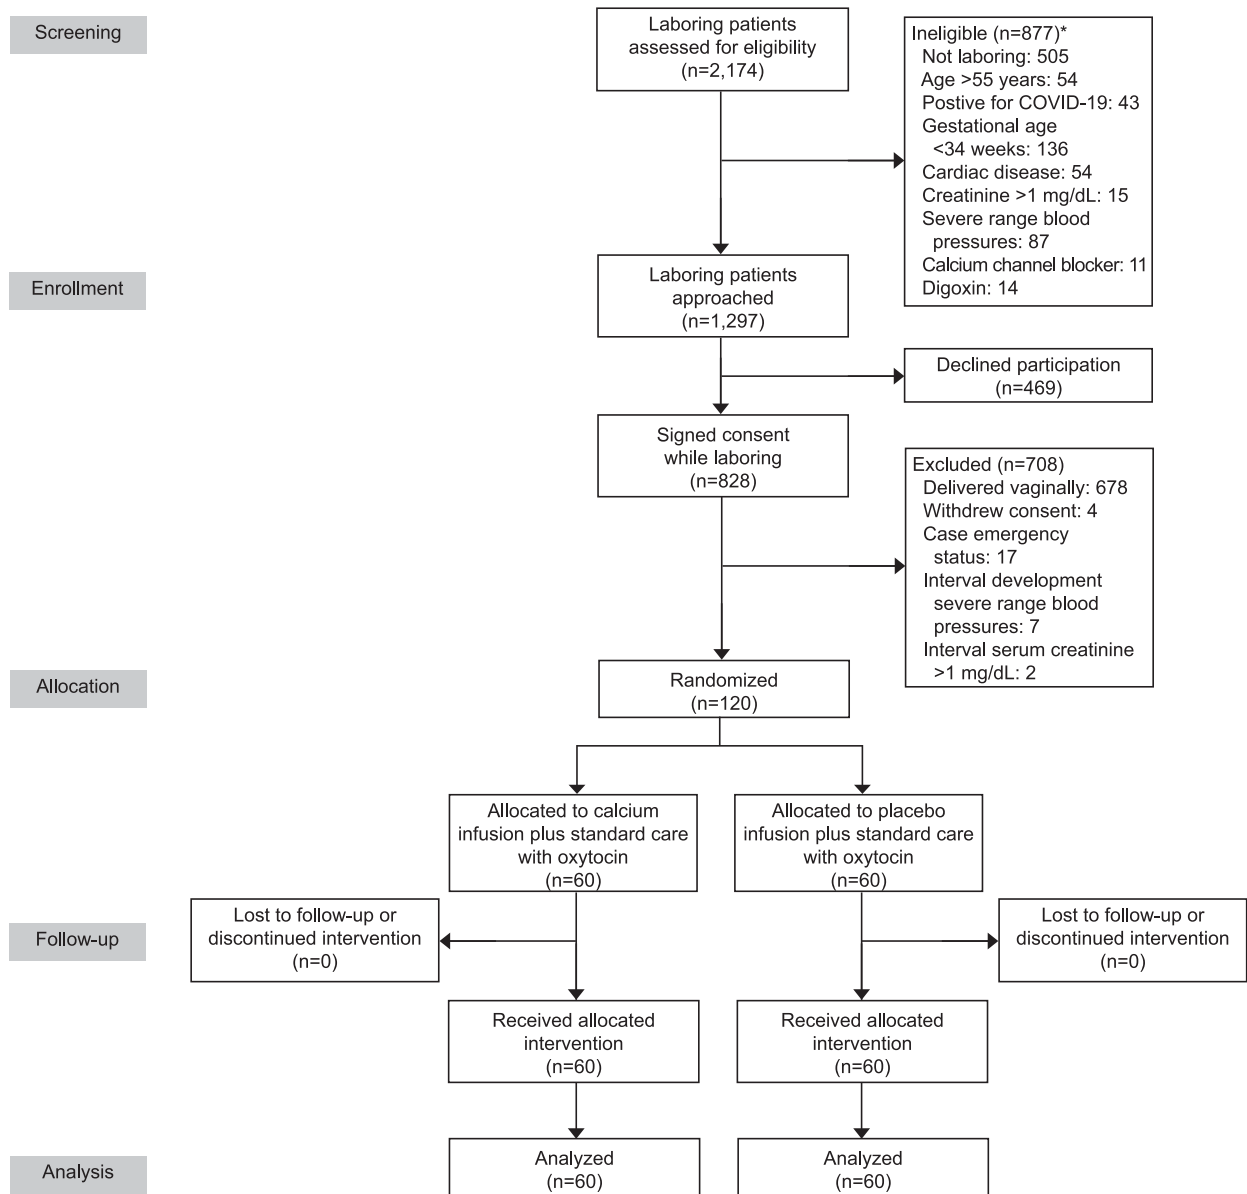 Screening
Laboring patients
assessed for eligibility
(n=2,174)
Ineligible (n=877)*
Not laboring: 505
Age >55 years: 54
Postive for COVID-19: 43
Gestational age
<34 weeks: 136
Cardiac disease: 54
Creatinine >1 mg/dL: 15
Severe range blood
pressures: 87
Calcium channel blocker: 11
Digoxin: 14
Enrollment
Laboring patients
approached
(n=1,297)
Declined participation
(n=469)
Signed consent
while laboring
(n=828)
Excluded (n=708)
Delivered vaginally: 678
Withdrew consent: 4
Case emergency
status: 17
Interval development
severe range blood
pressures: 7
Interval serum creatinine
>1 mg/dL: 2
Allocation
Randomized
(n=120)
Allocated to calcium
infusion plus standard care
with oxytocin
(n=60)
Allocated to placebo
infusion plus standard care
with oxytocin
(n=60)
Follow-up
Lost to follow-up or
discontinued intervention
(n=0)
Lost to follow-up or
discontinued intervention
(n=0)
Received allocated
intervention
(n=60)
Received allocated
intervention
(n=60)
Analysis
Analyzed
(n=60)
Analyzed
(n=60)